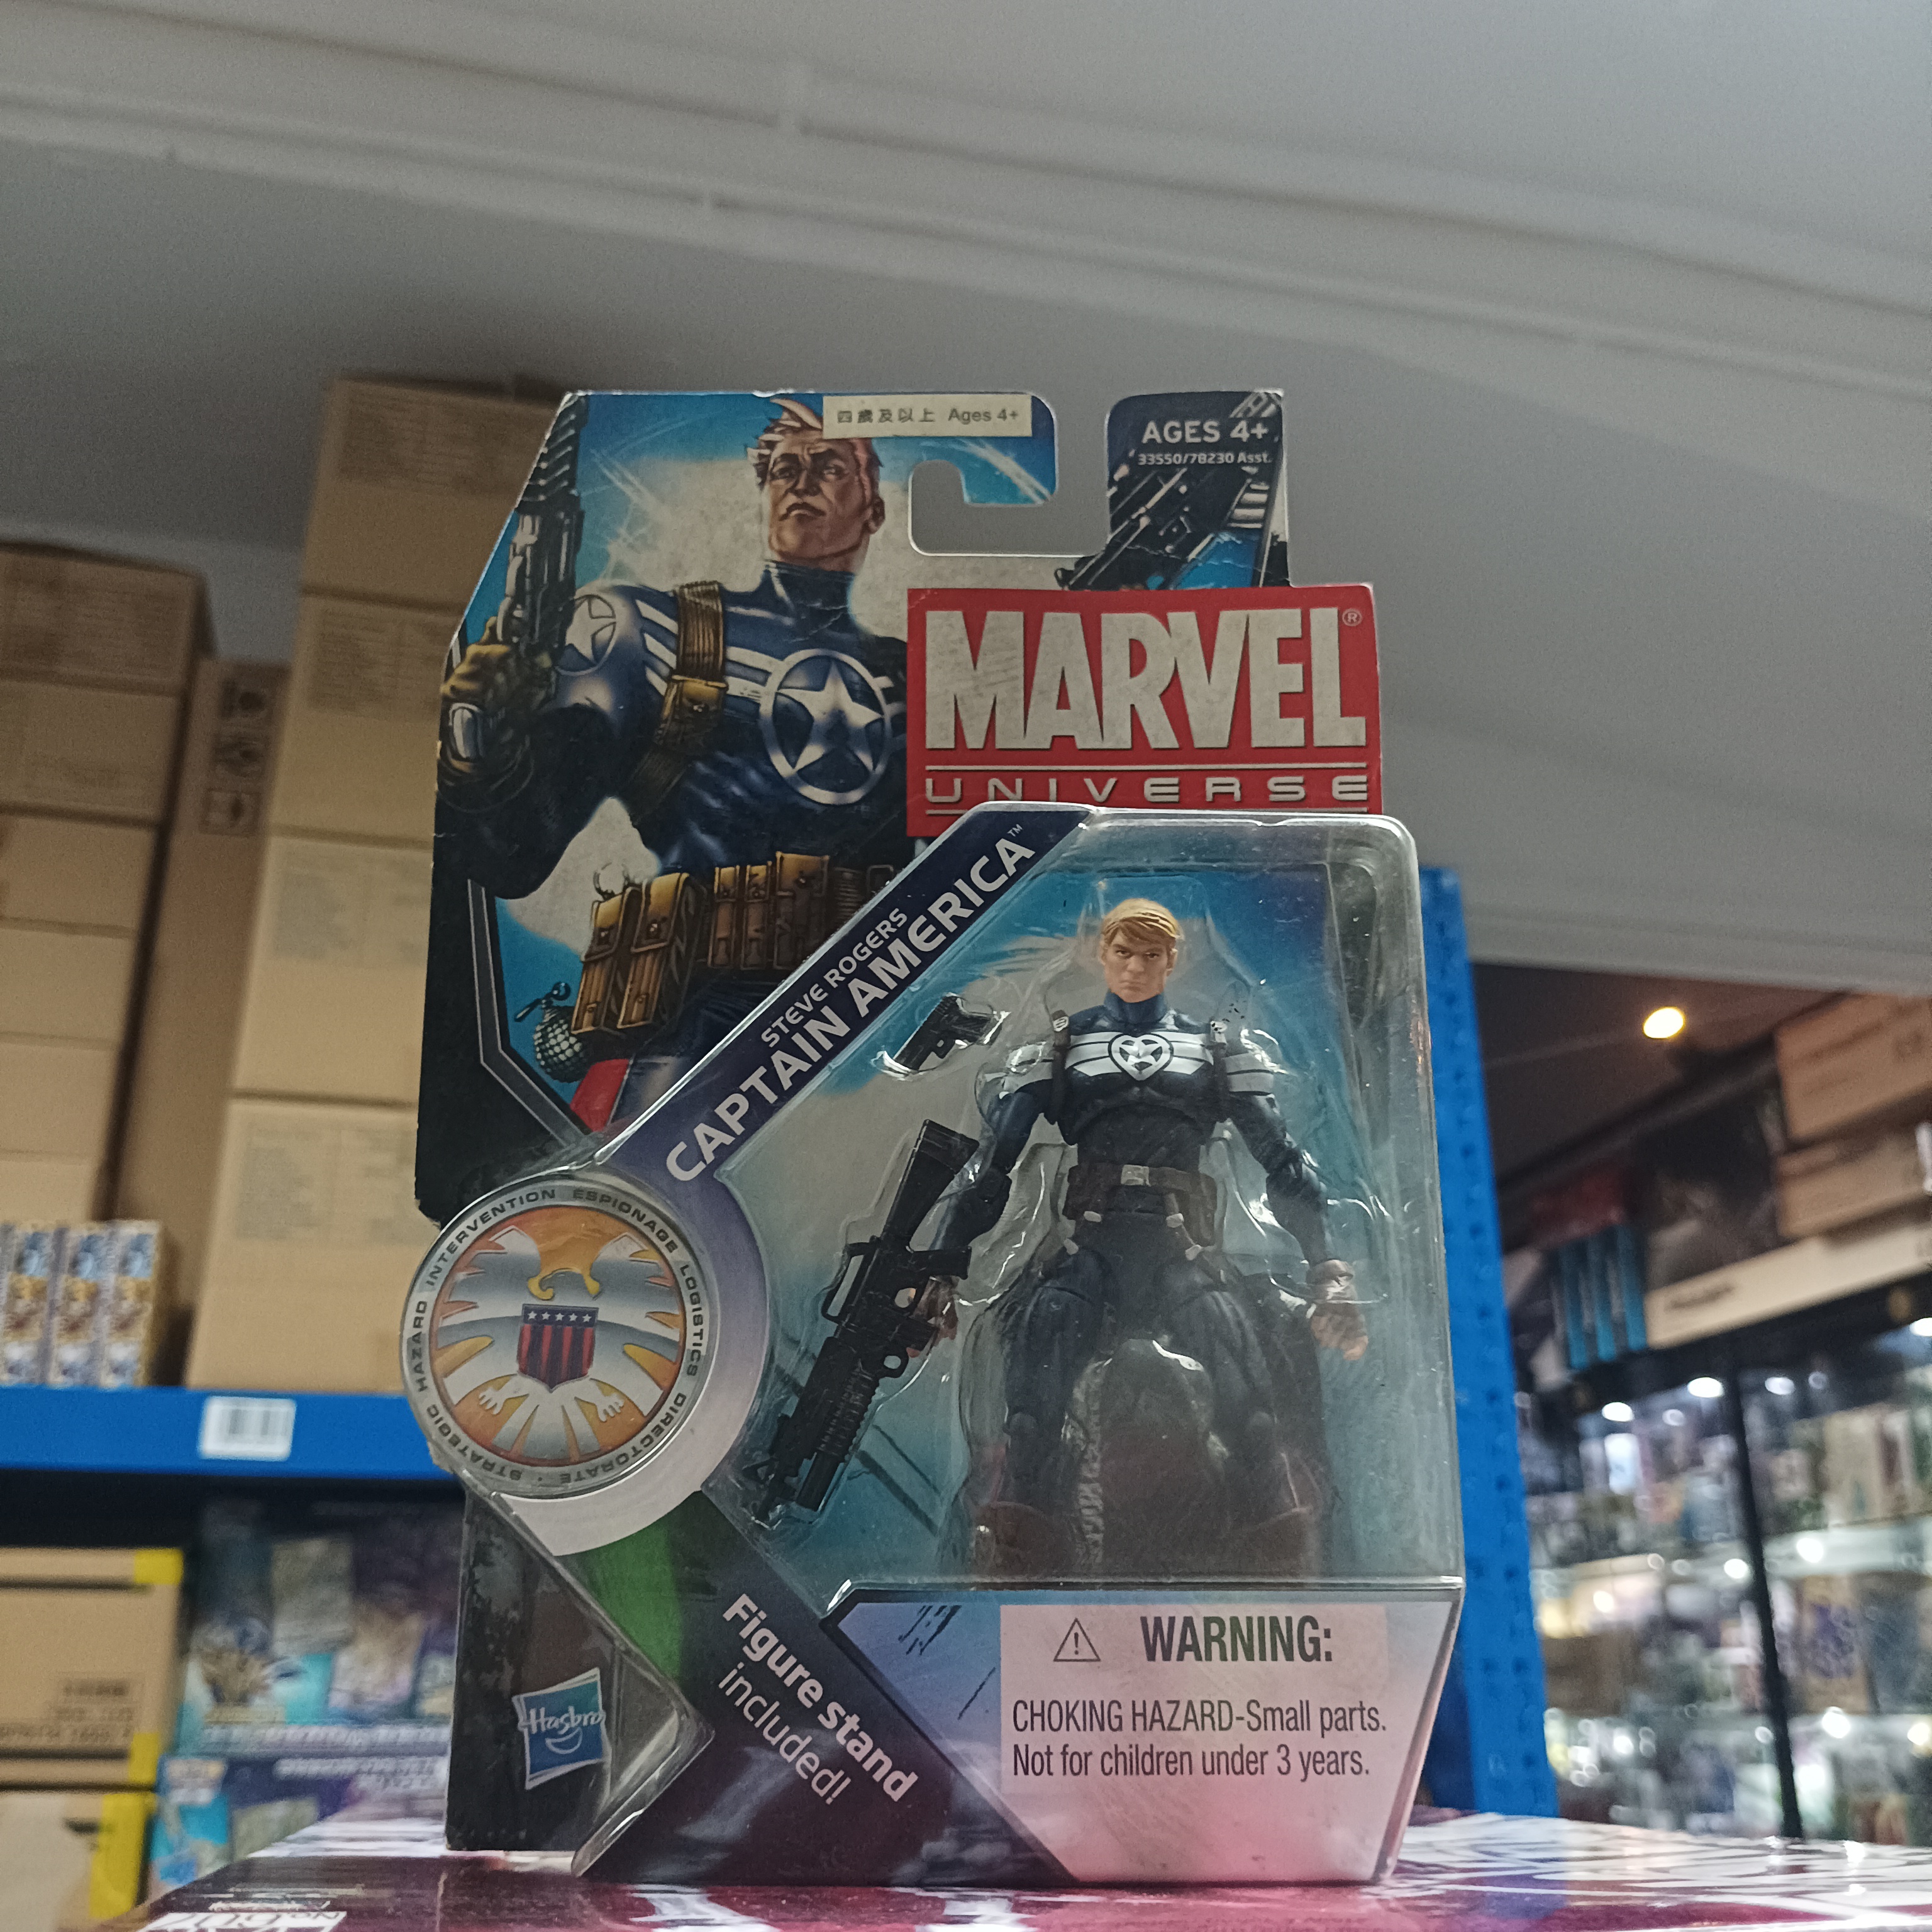 四歲及以上 Ages 4+
AGES 4+
33550/78230 Asst.
MARVEL®
UNIVERSE
STEVE ROGERS
CAPTAIN AMERICA™
STRATEGIC HAZARD INTERVENTION ESPIONAGE LOGISTICS DIRECTORATE •
Figure stand
included!
Hasbro
WARNING:
CHOKING HAZARD-Small parts.
Not for children under 3 years.